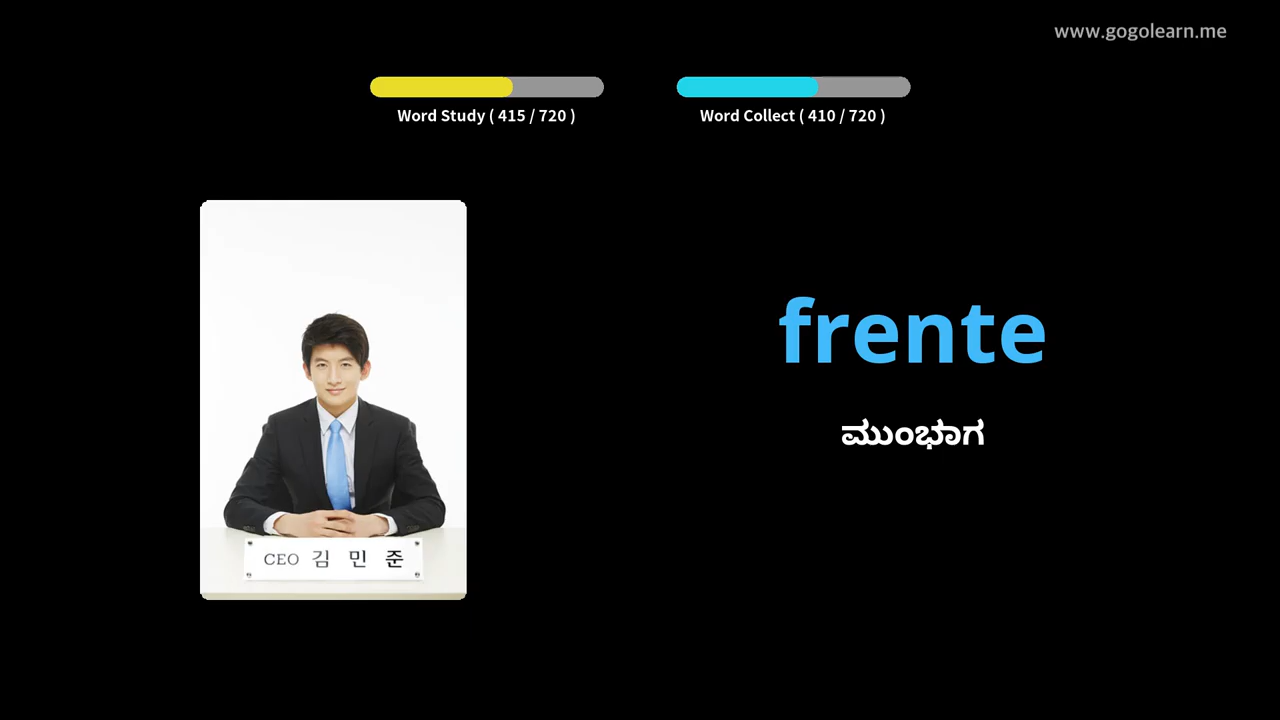 www.gogolearn.me
Word Study ( 415 / 720 )
Word Collect ( 410 / 720 )
frente
ಮುಂಭಾಗ
CEO 김 민 준